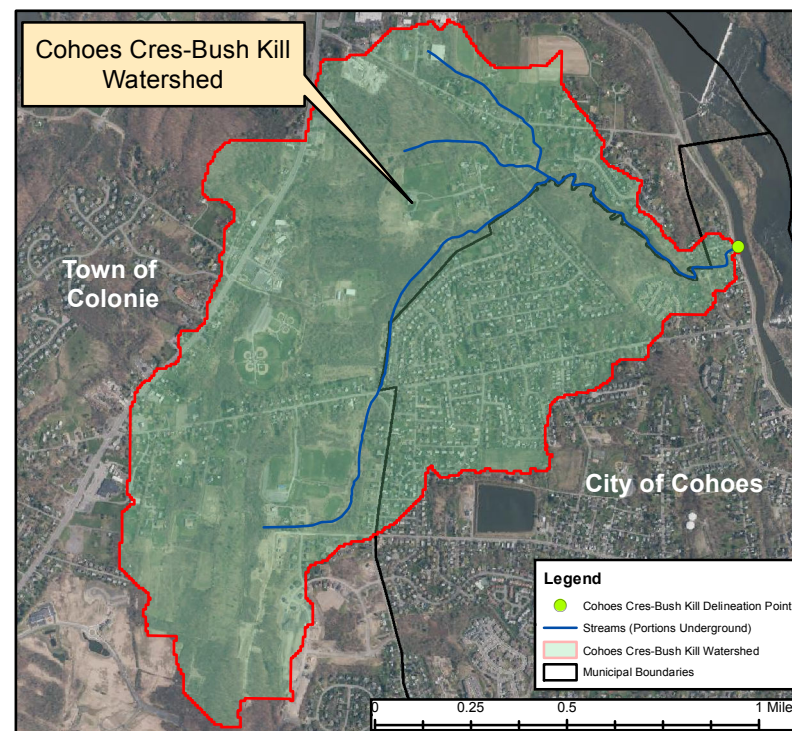 Cohoes Cres-Bush Kill
Watershed
Town of
Colonie
City of Cohoes
Legend
Cohoes Cres-Bush Kill Delineation Point
Streams (Portions Underground)
Cohoes Cres-Bush Kill Watershed
Municipal Boundaries
0 0.25 0.5 1 Mile